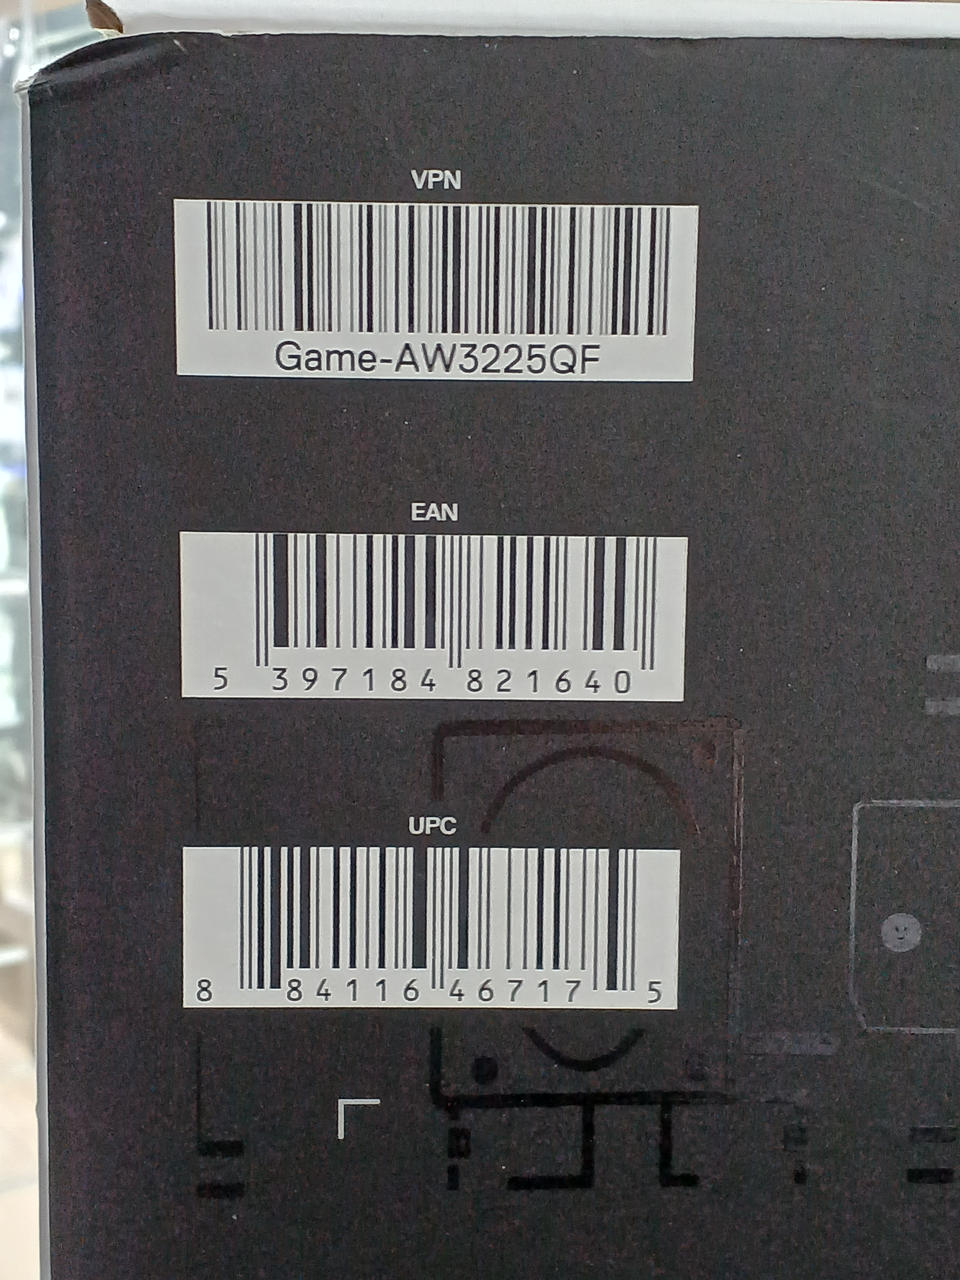 VPN
Game-AW3225QF
EAN
5 397184 821640
UPC
8 84116 46717 5